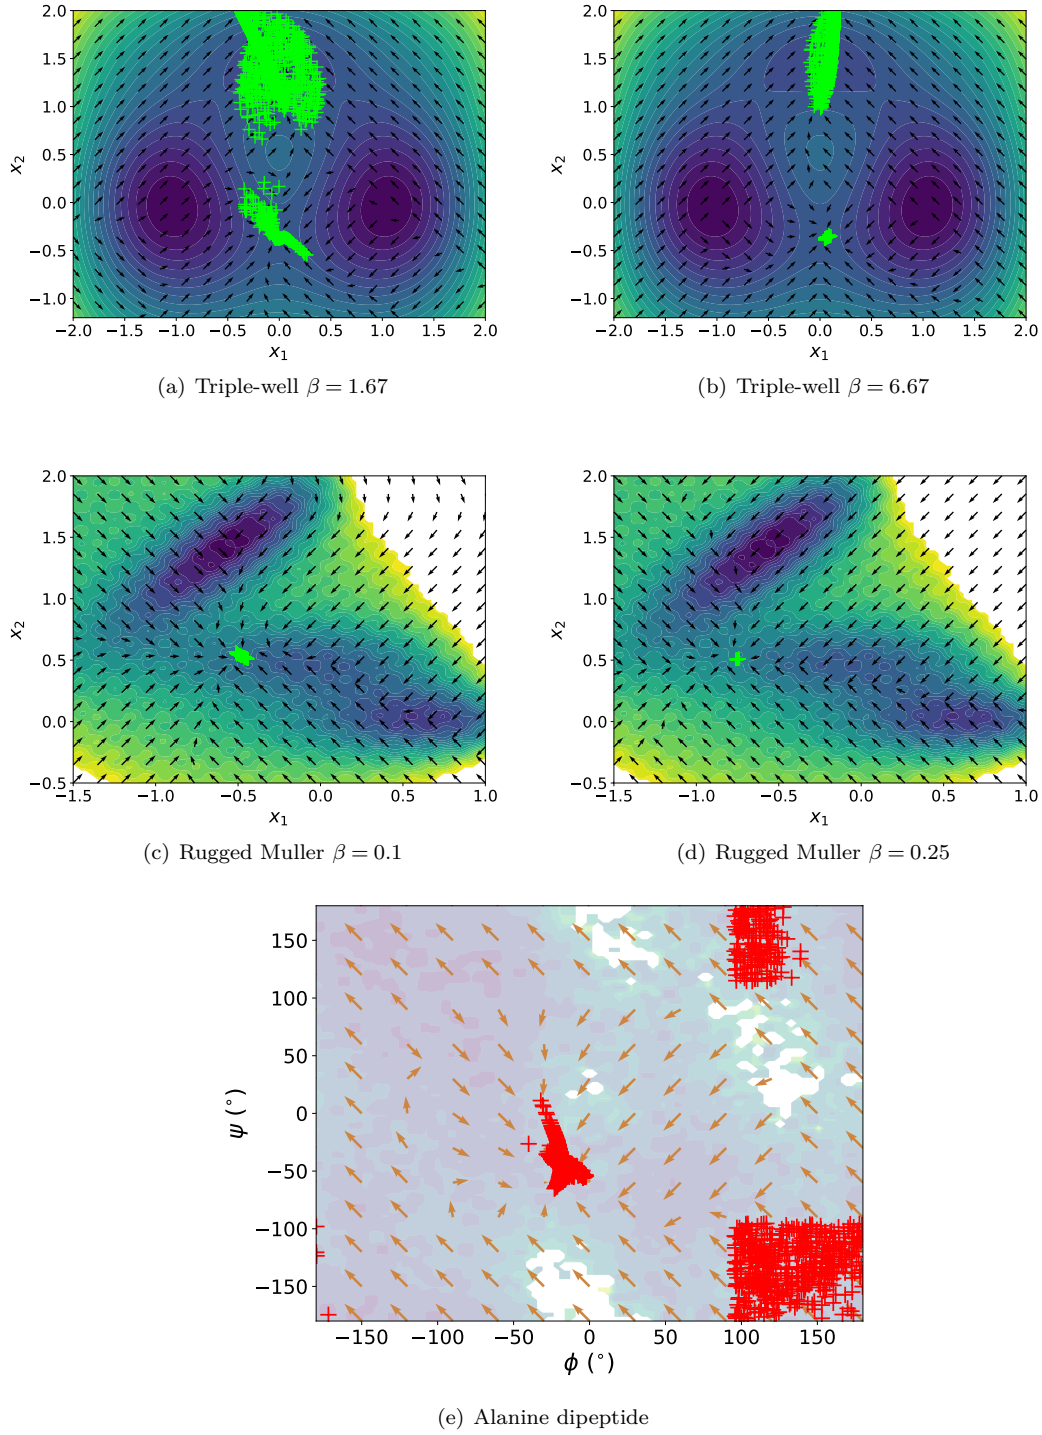 2.0
1.5
1.0
0.5
0.0
−0.5
−1.0
x₂
−2.0 −1.5 −1.0 −0.5 0.0 0.5 1.0 1.5 2.0
x₁
(a) Triple-well β = 1.67
2.0
1.5
1.0
0.5
0.0
−0.5
−1.0
x₂
−2.0 −1.5 −1.0 −0.5 0.0 0.5 1.0 1.5 2.0
x₁
(b) Triple-well β = 6.67
2.0
1.5
1.0
0.5
0.0
−0.5
x₂
−1.5 −1.0 −0.5 0.0 0.5 1.0
x₁
(c) Rugged Muller β = 0.1
2.0
1.5
1.0
0.5
0.0
−0.5
x₂
−1.5 −1.0 −0.5 0.0 0.5 1.0
x₁
(d) Rugged Muller β = 0.25
150
100
50
0
−50
−100
−150
ψ (°)
−150 −100 −50 0 50 100 150
ϕ (°)
(e) Alanine dipeptide